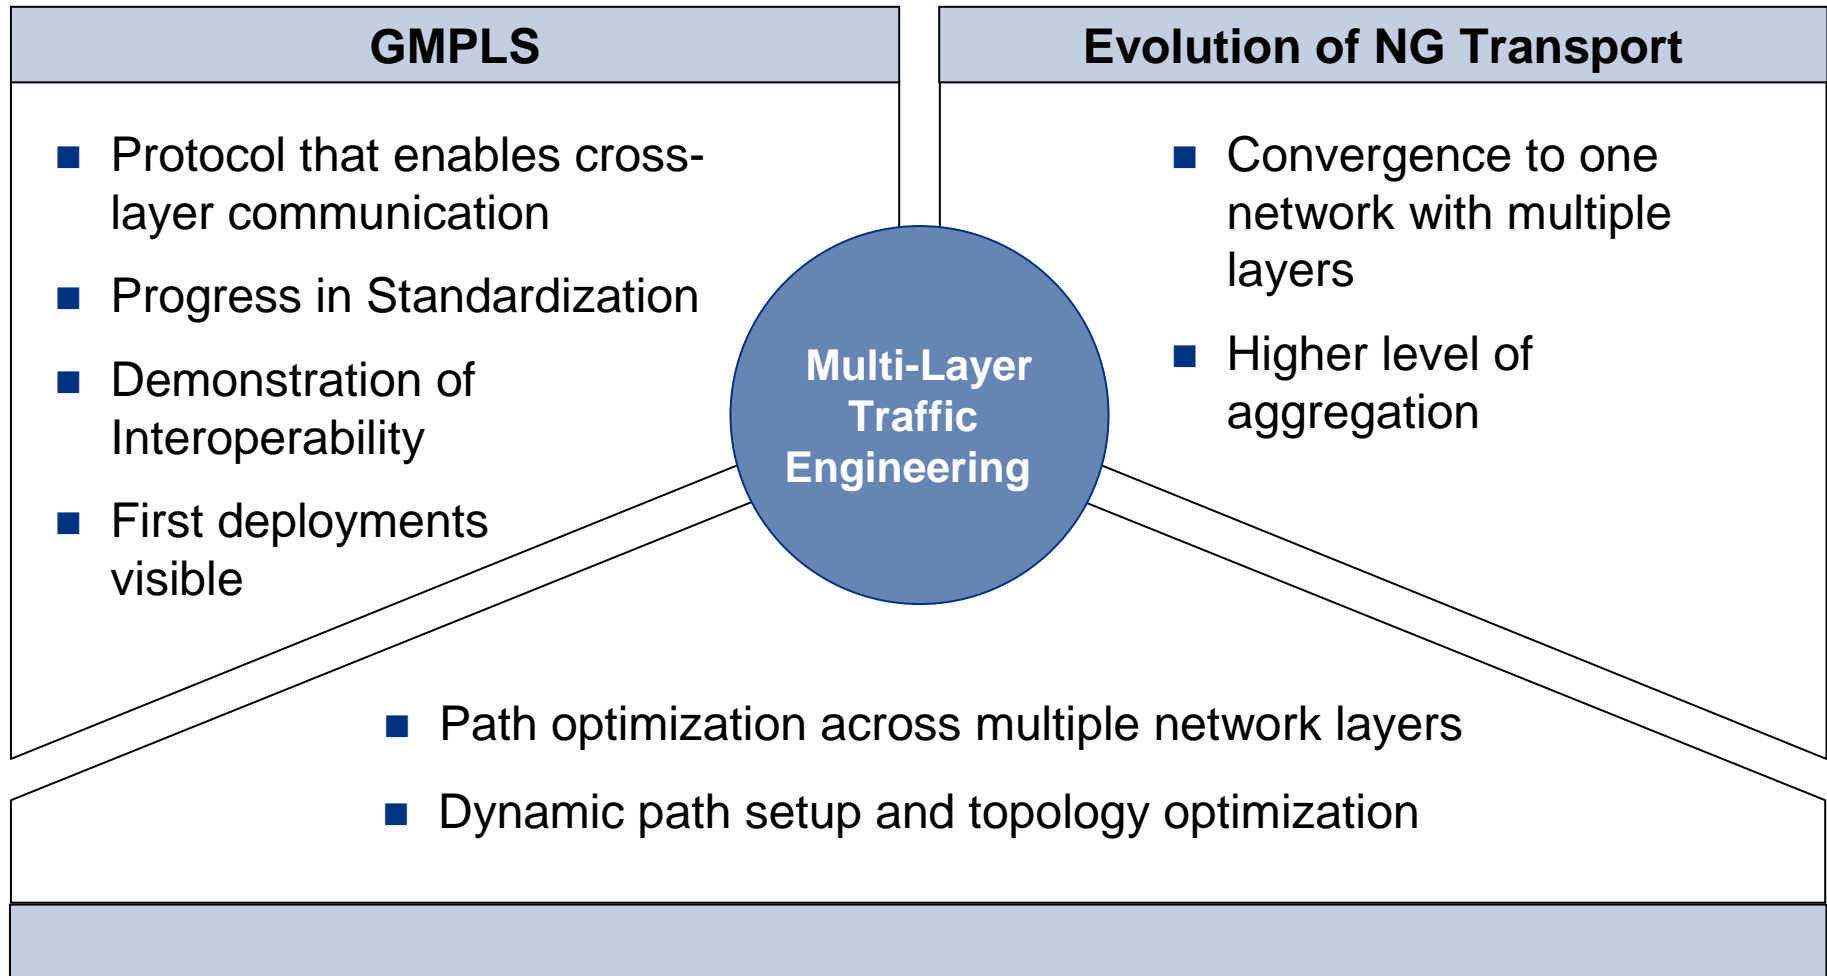 GMPLS
Protocol that enables cross-
layer communication
Progress in Standardization
Demonstration of
Interoperability
First deployments
visible
Evolution of NG Transport
Convergence to one
network with multiple
layers
Higher level of
aggregation
Multi-Layer
Traffic
Engineering
Path optimization across multiple network layers
Dynamic path setup and topology optimization